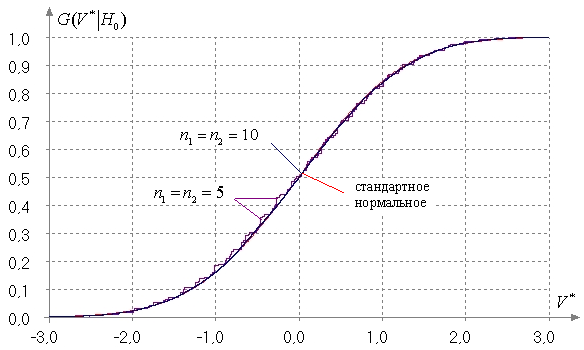 G(V*|H₀)
1,0
0,9
0,8
0,7
n₁ = n₂ = 10
0,6
0,5
стандартное
нормальное
n₁ = n₂ = 5
0,4
0,3
0,2
0,1
V*
0,0
-3,0 -2,0 -1,0 0,0 1,0 2,0 3,0